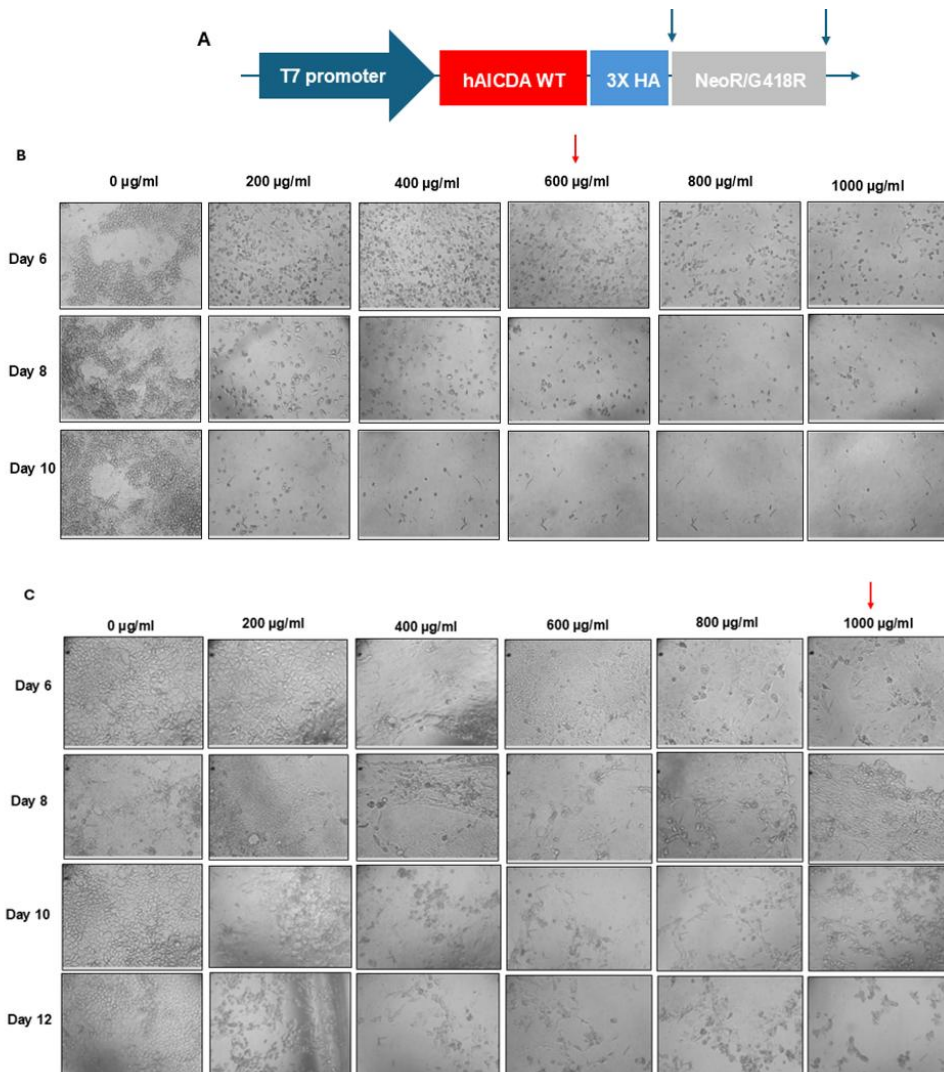 A
T7 promoter hAICDA WT 3X HA NeoR/G418R
B
0 µg/ml 200 µg/ml 400 µg/ml 600 µg/ml 800 µg/ml 1000 µg/ml
Day 6
Day 8
Day 10
C
0 µg/ml 200 µg/ml 400 µg/ml 600 µg/ml 800 µg/ml 1000 µg/ml
Day 6
Day 8
Day 10
Day 12